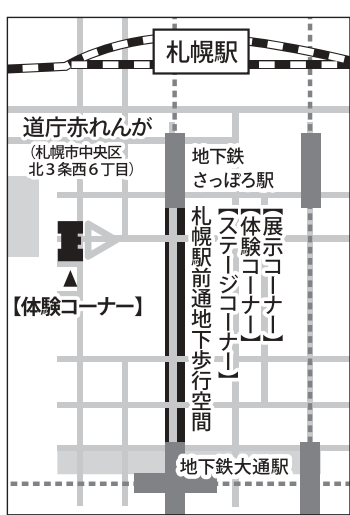 札幌駅
道庁赤れんが
(札幌市中央区
北3条西6丁目)
地下鉄
さっぽろ駅
【展示コーナー】
【体験コーナー】
【ステージコーナー】
札幌駅前通地下歩行空間
【体験コーナー】
地下鉄大通駅